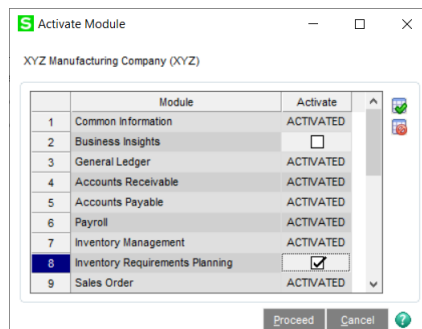 S Activate Module
XYZ Manufacturing Company (XYZ)
Module Activate
1 Common Information ACTIVATED
2 Business Insights
3 General Ledger ACTIVATED
4 Accounts Receivable ACTIVATED
5 Accounts Payable ACTIVATED
6 Payroll ACTIVATED
7 Inventory Management ACTIVATED
8 Inventory Requirements Planning
9 Sales Order ACTIVATED
Proceed Cancel ?